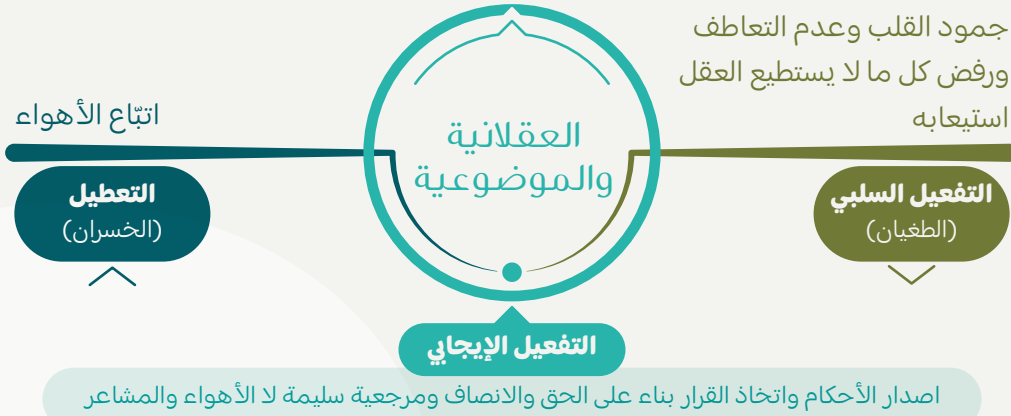 جمود القلب وعدم التعاطف
ورفض كل ما لا يستطيع العقل
استيعابه
التفعيل السلبي
(الطغيان)
العقلانية
والموضوعية
اتبّاع الأهواء
التعطيل
(الخسران)
التفعيل الإيجابي
اصدار الأحكام واتخاذ القرار بناء على الحق والانصاف ومرجعية سليمة لا الأهواء والمشاعر